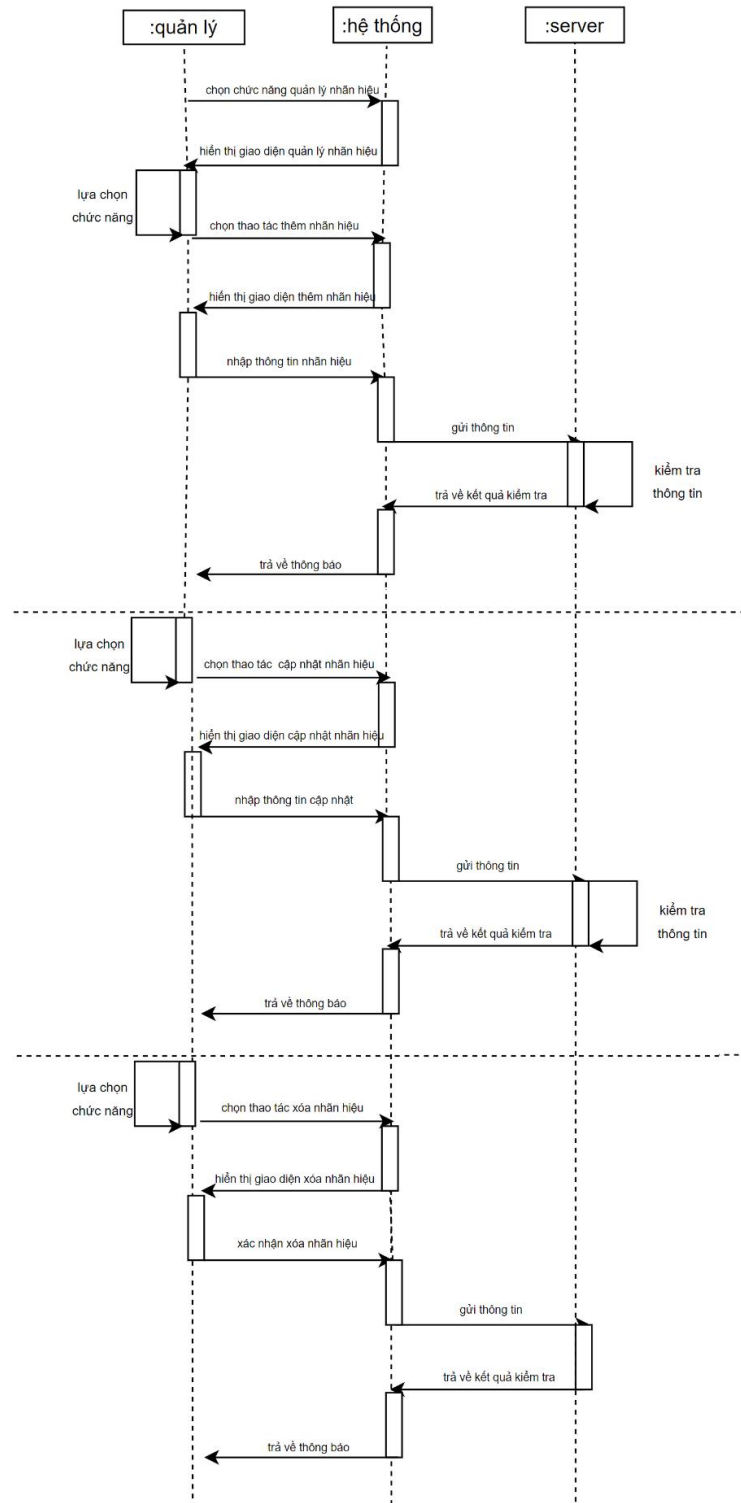 :quản lý
:hệ thống
:server
chọn chức năng quản lý nhãn hiệu
hiển thị giao diện quản lý nhãn hiệu
lựa chọn
chức năng
chọn thao tác thêm nhãn hiệu
hiển thị giao diện thêm nhãn hiệu
nhập thông tin nhãn hiệu
gửi thông tin
kiểm tra
thông tin
trả về kết quả kiểm tra
trả về thông báo
lựa chọn
chức năng
chọn thao tác cập nhật nhãn hiệu
hiển thị giao diện cập nhật nhãn hiệu
nhập thông tin cập nhật
gửi thông tin
kiểm tra
thông tin
trả về kết quả kiểm tra
trả về thông báo
lựa chọn
chức năng
chọn thao tác xóa nhãn hiệu
hiển thị giao diện xóa nhãn hiệu
xác nhận xóa nhãn hiệu
gửi thông tin
trả về kết quả kiểm tra
trả về thông báo